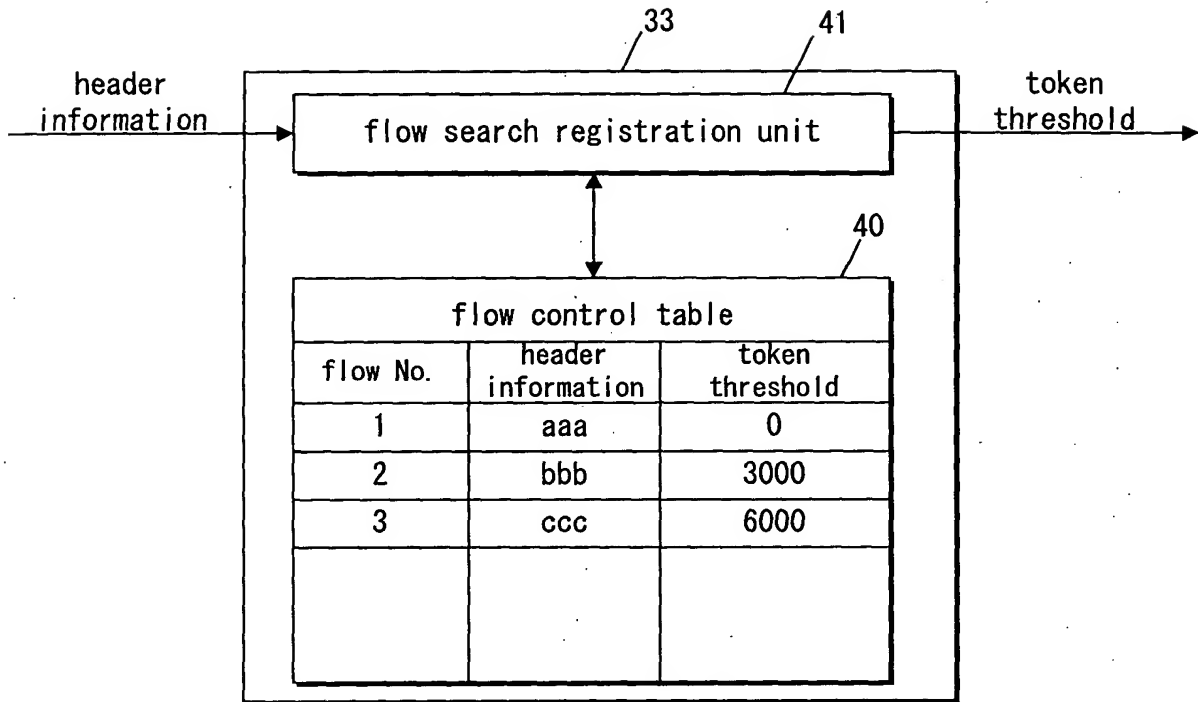 33
41
header
information
token
threshold
flow search registration unit
40
flow control table
flow No.
header
information
token
threshold
1 aaa 0
2 bbb 3000
3 ccc 6000